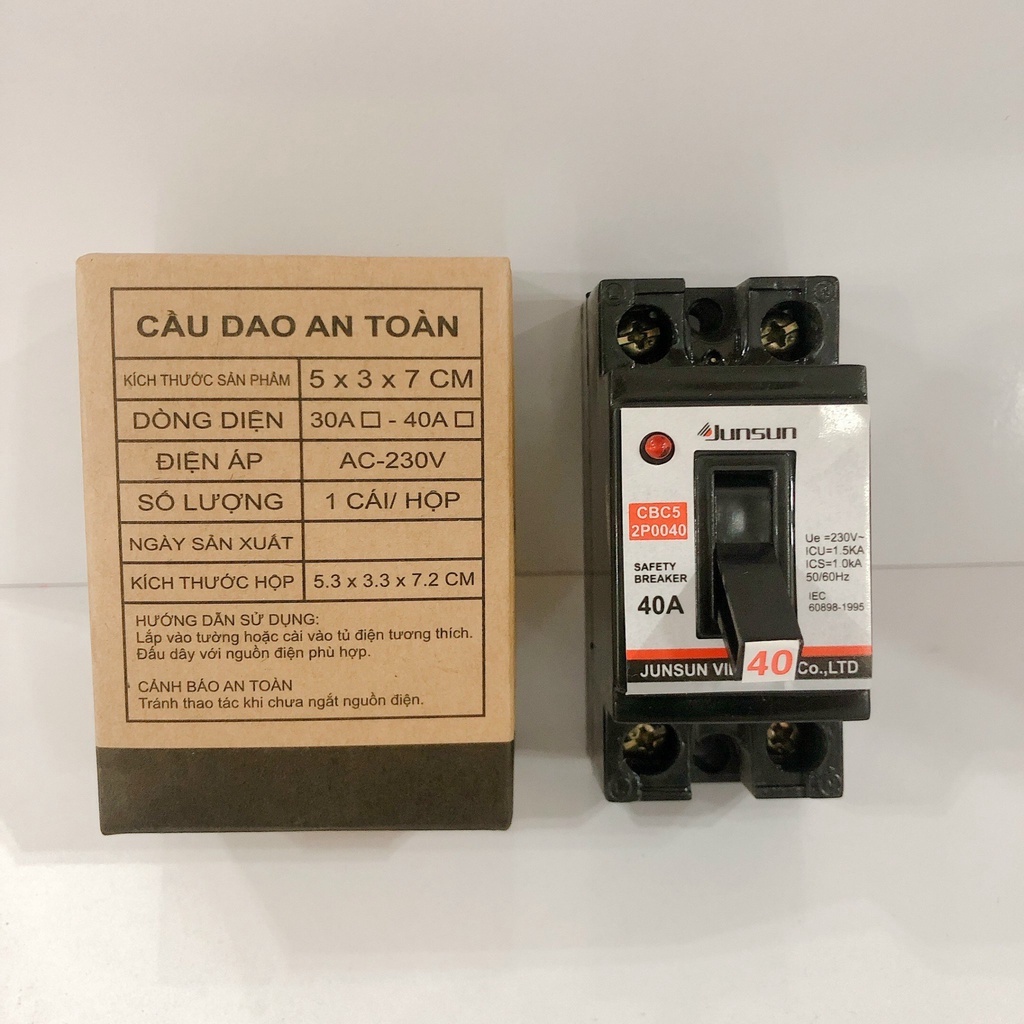 CẦU DAO AN TOÀN
KÍCH THƯỚC SẢN PHẨM 5 x 3 x 7 CM
DÒNG DIỆN 30A □ - 40A □
ĐIỆN ÁP AC-230V
SỐ LƯỢNG 1 CÁI/ HỘP
NGÀY SẢN XUẤT
KÍCH THƯỚC HỘP 5.3 x 3.3 x 7.2 CM
HƯỚNG DẪN SỬ DỤNG:
Lắp vào tường hoặc cài vào tủ điện tương thích.
Đấu dây với nguồn điện phù hợp.
CẢNH BÁO AN TOÀN
Tránh thao tác khi chưa ngắt nguồn điện.
Junsun
CBC5
2P0040
SAFETY
BREAKER
40A
Ue =230V~
ICU=1.5KA
ICS=1.0kA
50/60Hz
IEC
60898-1995
40
JUNSUN Co.,LTD